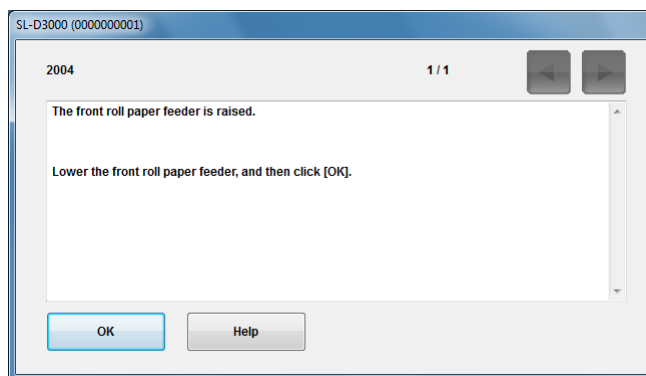 SL-D3000 (0000000001)
2004
1 / 1
The front roll paper feeder is raised.
Lower the front roll paper feeder, and then click [OK].
OK
Help